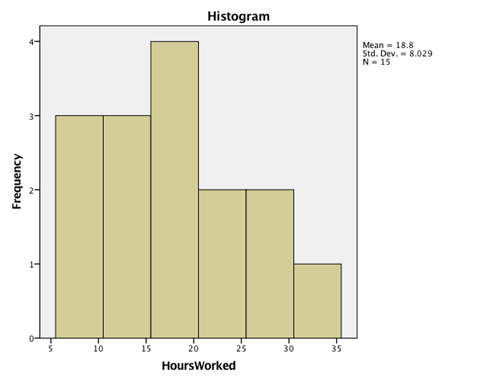 Histogram
Mean = 18.8
Std. Dev. = 8.029
N = 15
Frequency
4
3
2
1
0
5 10 15 20 25 30 35
HoursWorked